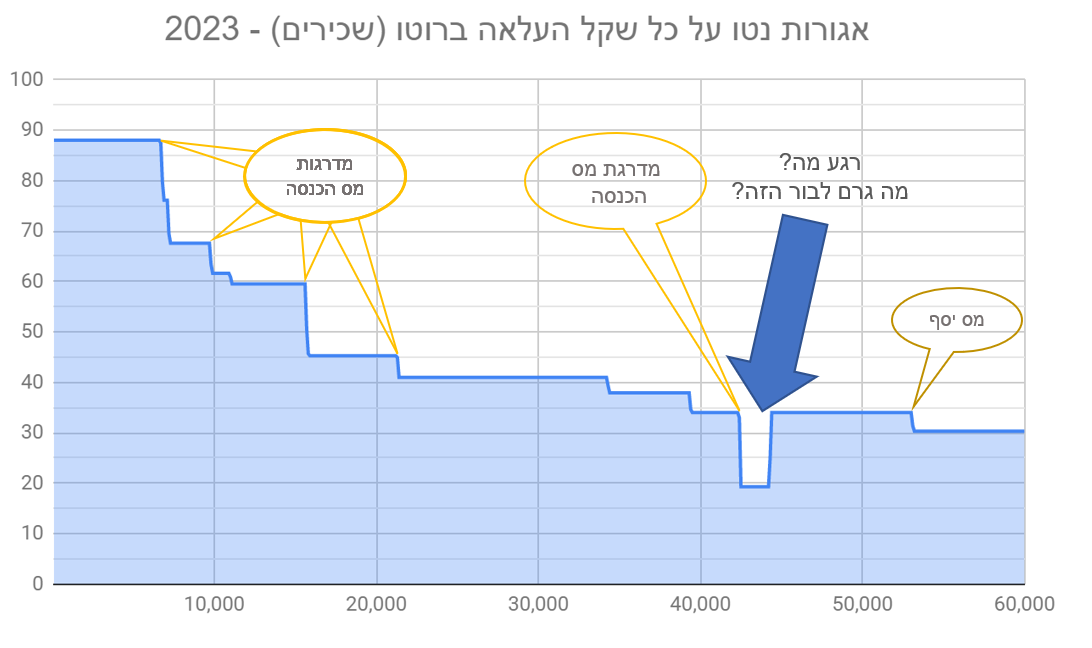 אגורות נטו על כל שקל העלאה ברוטו (שכירים) - 2023
100
90
80
70
60
50
40
30
20
10
0
מדרגות
מס הכנסה
מדרגת מס
הכנסה
רגע מה?
מה גרם לבור הזה?
מס יסף
10,000
20,000
30,000
40,000
50,000
60,000